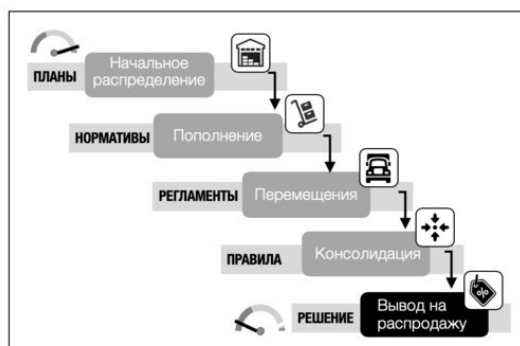 Начальное
распределение
ПЛАНЫ
Пополнение
НОРМАТИВЫ
Перемещения
РЕГЛАМЕНТЫ
Консолидация
ПРАВИЛА
Вывод на
распродажу
РЕШЕНИЕ
%